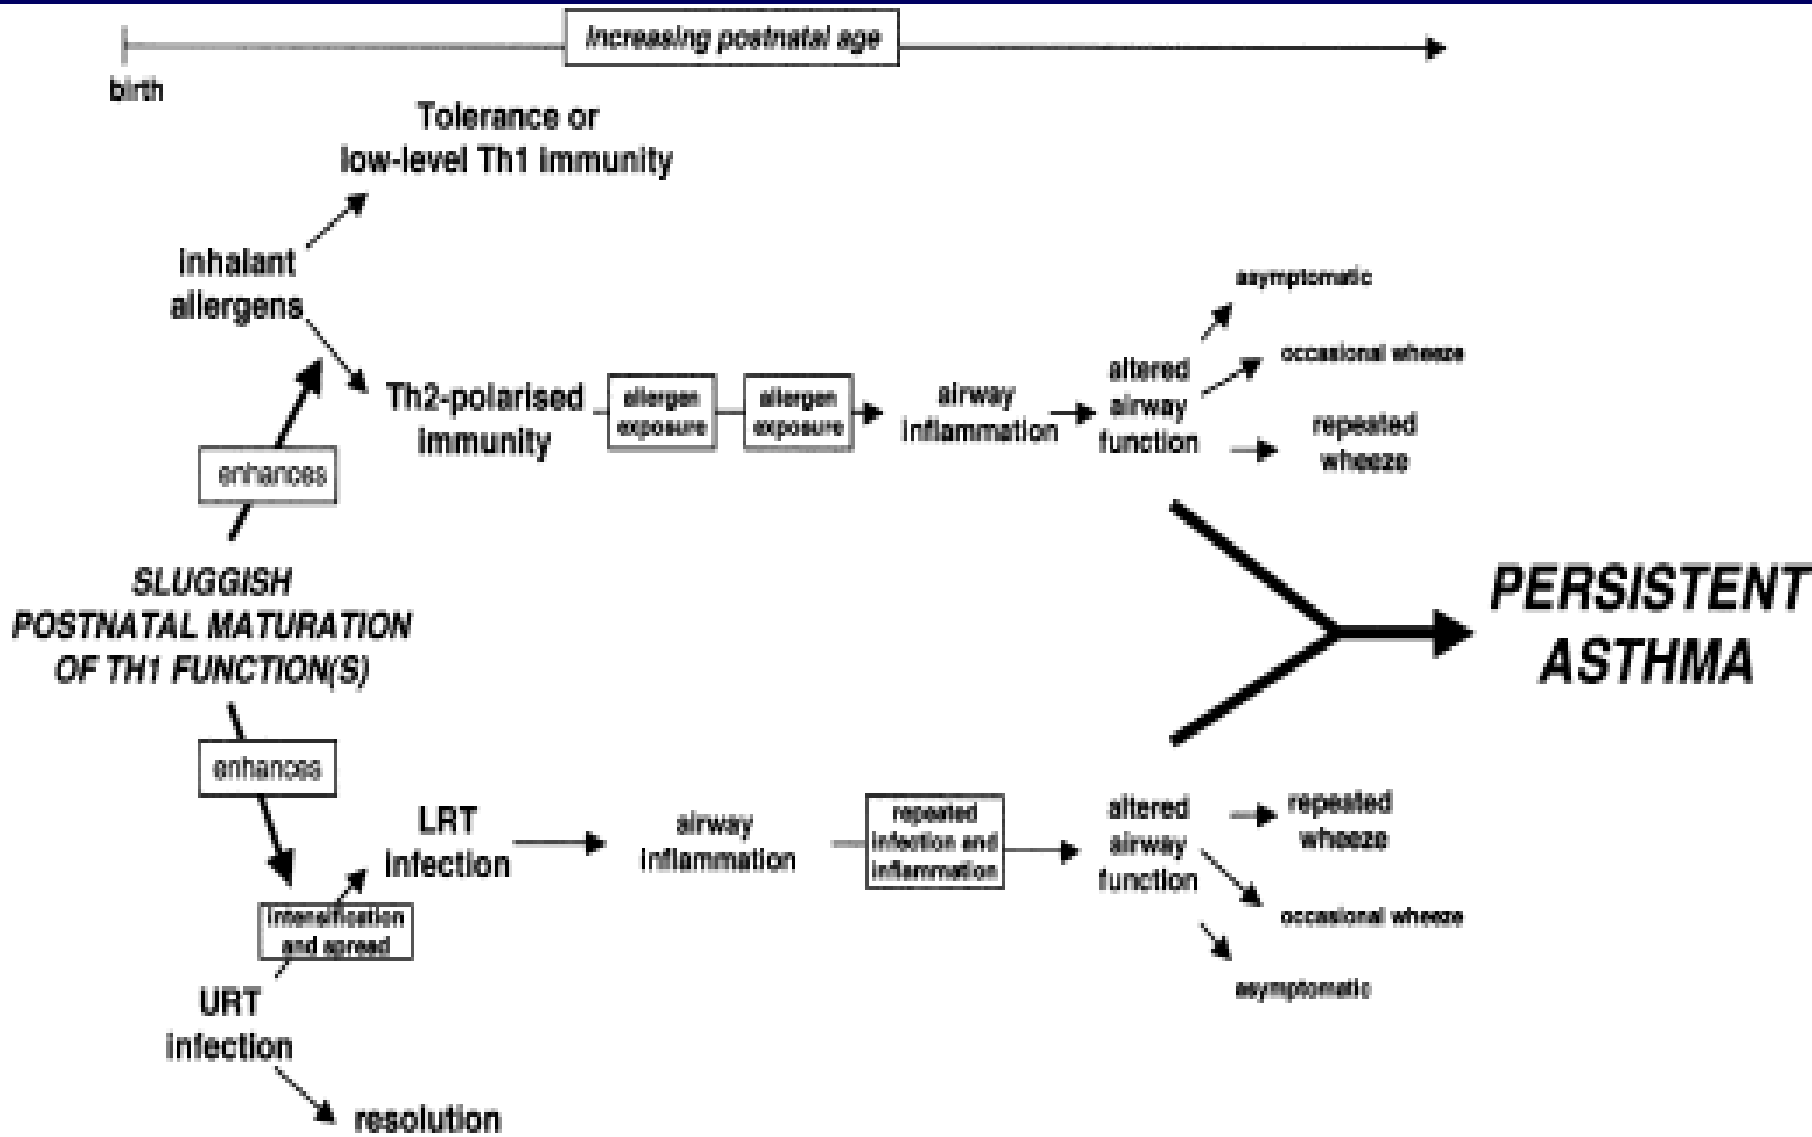 Increasing postnatal age
birth
Tolerance or
low-level Th1 immunity
inhalant
allergens
asymptomatic
occasional wheeze
altered
airway
function
repeated
wheeze
Th2-polarised
immunity
allergen
exposure
allergen
exposure
airway
inflammation
enhances
SLUGGISH
POSTNATAL MATURATION
OF TH1 FUNCTION(S)
PERSISTENT
ASTHMA
enhances
LRT
infection
airway
inflammation
repeated
infection and
inflammation
altered
airway
function
repeated
wheeze
occasional wheeze
asymptomatic
intensification
and spread
URT
infection
resolution